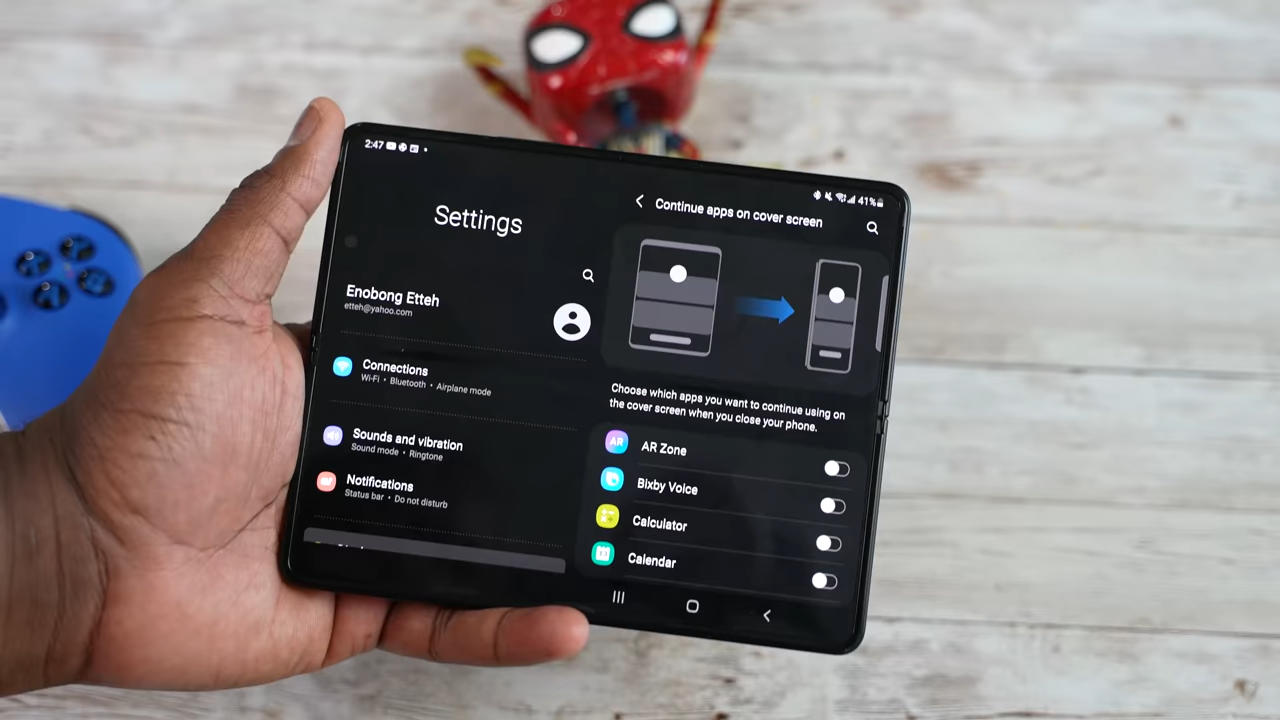 2:47
41%
Settings
Enobong Etteh
etteh@yahoo.com
Connections
Wi-Fi • Bluetooth • Airplane mode
Sounds and vibration
Sound mode • Ringtone
Notifications
Status bar • Do not disturb
Continue apps on cover screen
Choose which apps you want to continue using on
the cover screen when you close your phone.
AR AR Zone
Bixby Voice
Calculator
Calendar